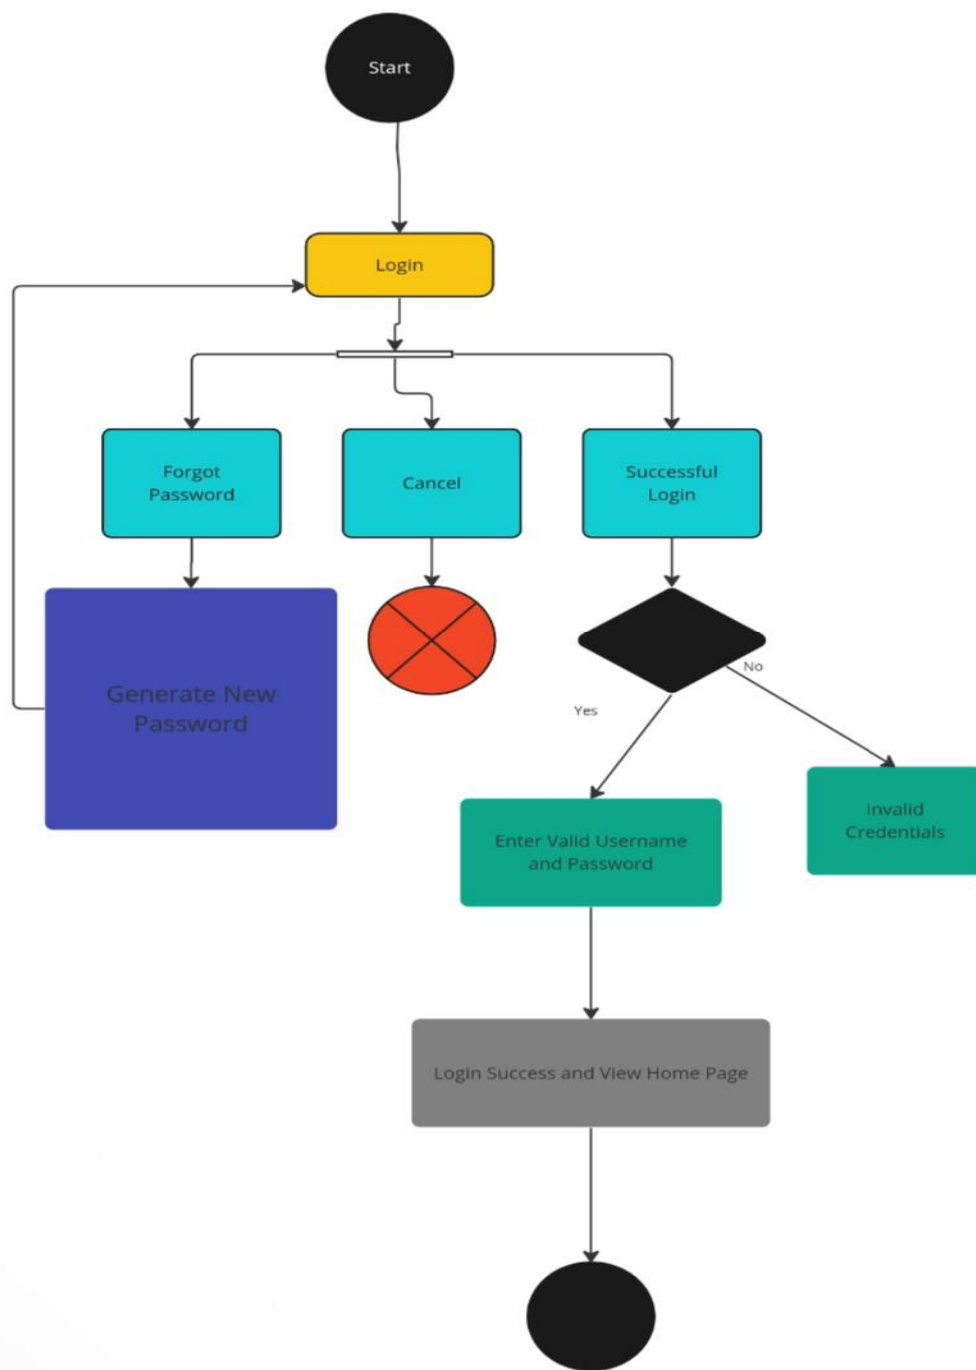 Start
Login
Forgot
Password
Cancel
Successful
Login
Generate New
Password
No
Yes
Enter Valid Username
and Password
Invalid
Credentials
Login Success and View Home Page